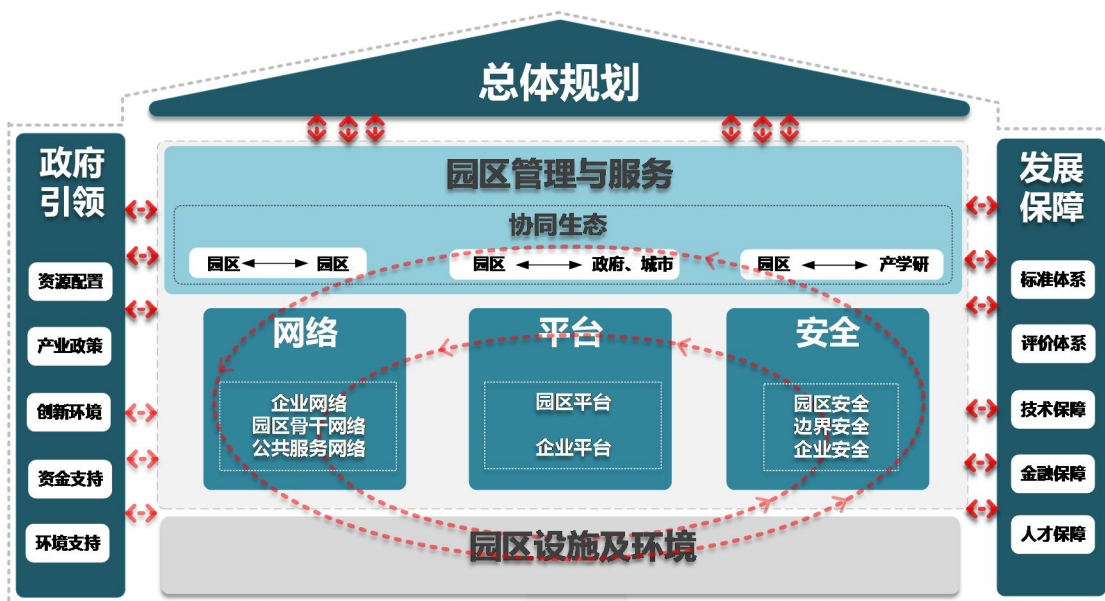 总体规划
政府
引领
资源配置
产业政策
创新环境
资金支持
环境支持
园区管理与服务
协同生态
园区 园区
园区 政府、城市
园区 产学研
网络
企业网络
园区骨干网络
公共服务网络
平台
园区平台
企业平台
安全
园区安全
边界安全
企业安全
园区设施及环境
发展
保障
标准体系
评价体系
技术保障
金融保障
人才保障